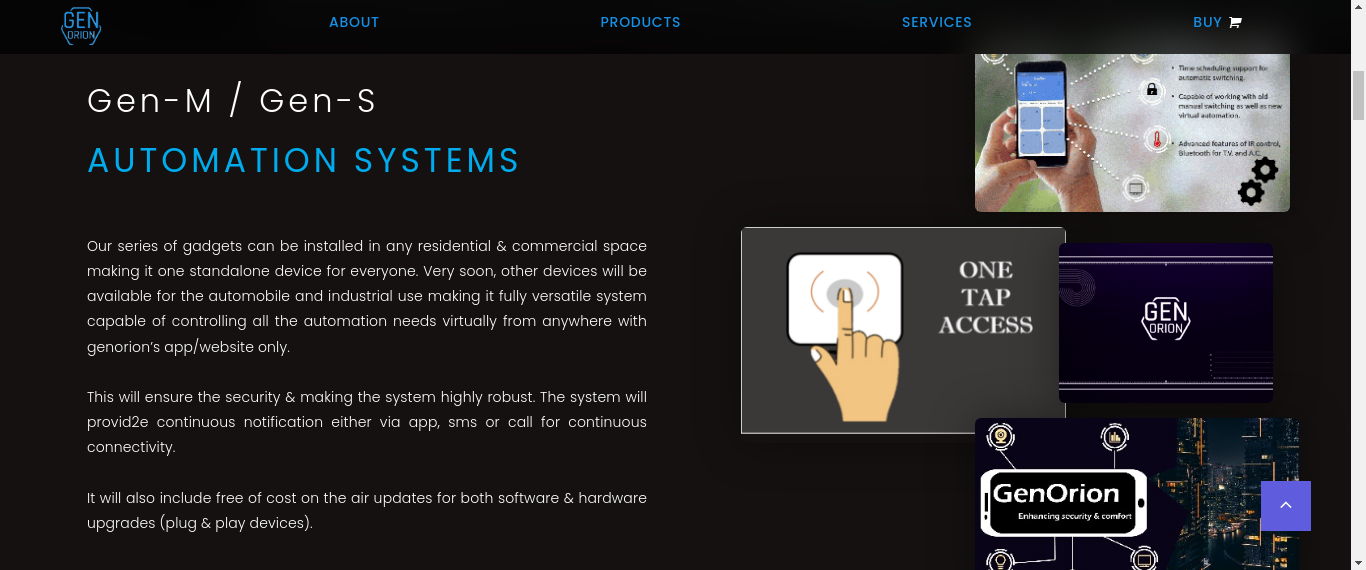 GEN
ORION
ABOUT
PRODUCTS
SERVICES
BUY
Gen-M / Gen-S
AUTOMATION SYSTEMS
Our series of gadgets can be installed in any residential & commercial space
making it one standalone device for everyone. Very soon, other devices will be
available for the automobile and industrial use making it fully versatile system
capable of controlling all the automation needs virtually from anywhere with
genorion’s app/website only.
This will ensure the security & making the system highly robust. The system will
provid2e continuous notification either via app, sms or call for continuous
connectivity.
It will also include free of cost on the air updates for both software & hardware
upgrades (plug & play devices).
• Time scheduling support for
automatic switching.
• Capable of working with old
manual switching as well as new
virtual automation.
• Advanced features of IR control,
Bluetooth for T.V. and A.C.
ONE
TAP
ACCESS
GEN
ORION
GenOrion
Enhancing security & comfort